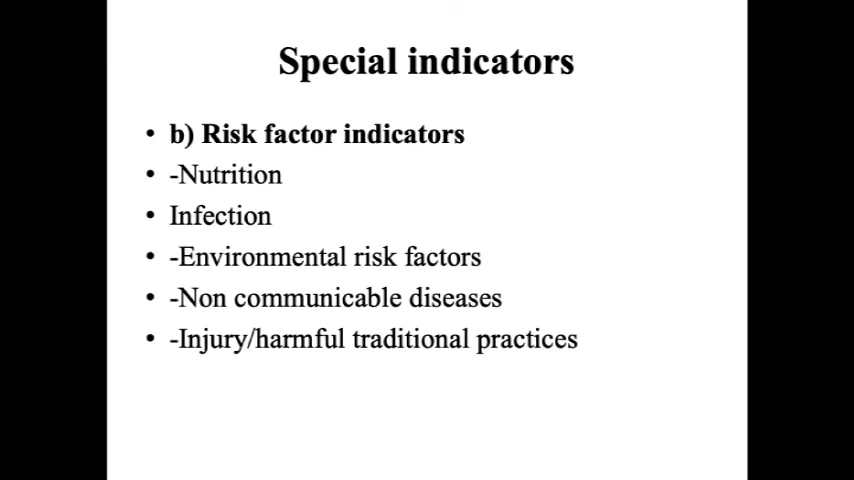 Special indicators
• b) Risk factor indicators
• -Nutrition
• Infection
• -Environmental risk factors
• -Non communicable diseases
• -Injury/harmful traditional practices